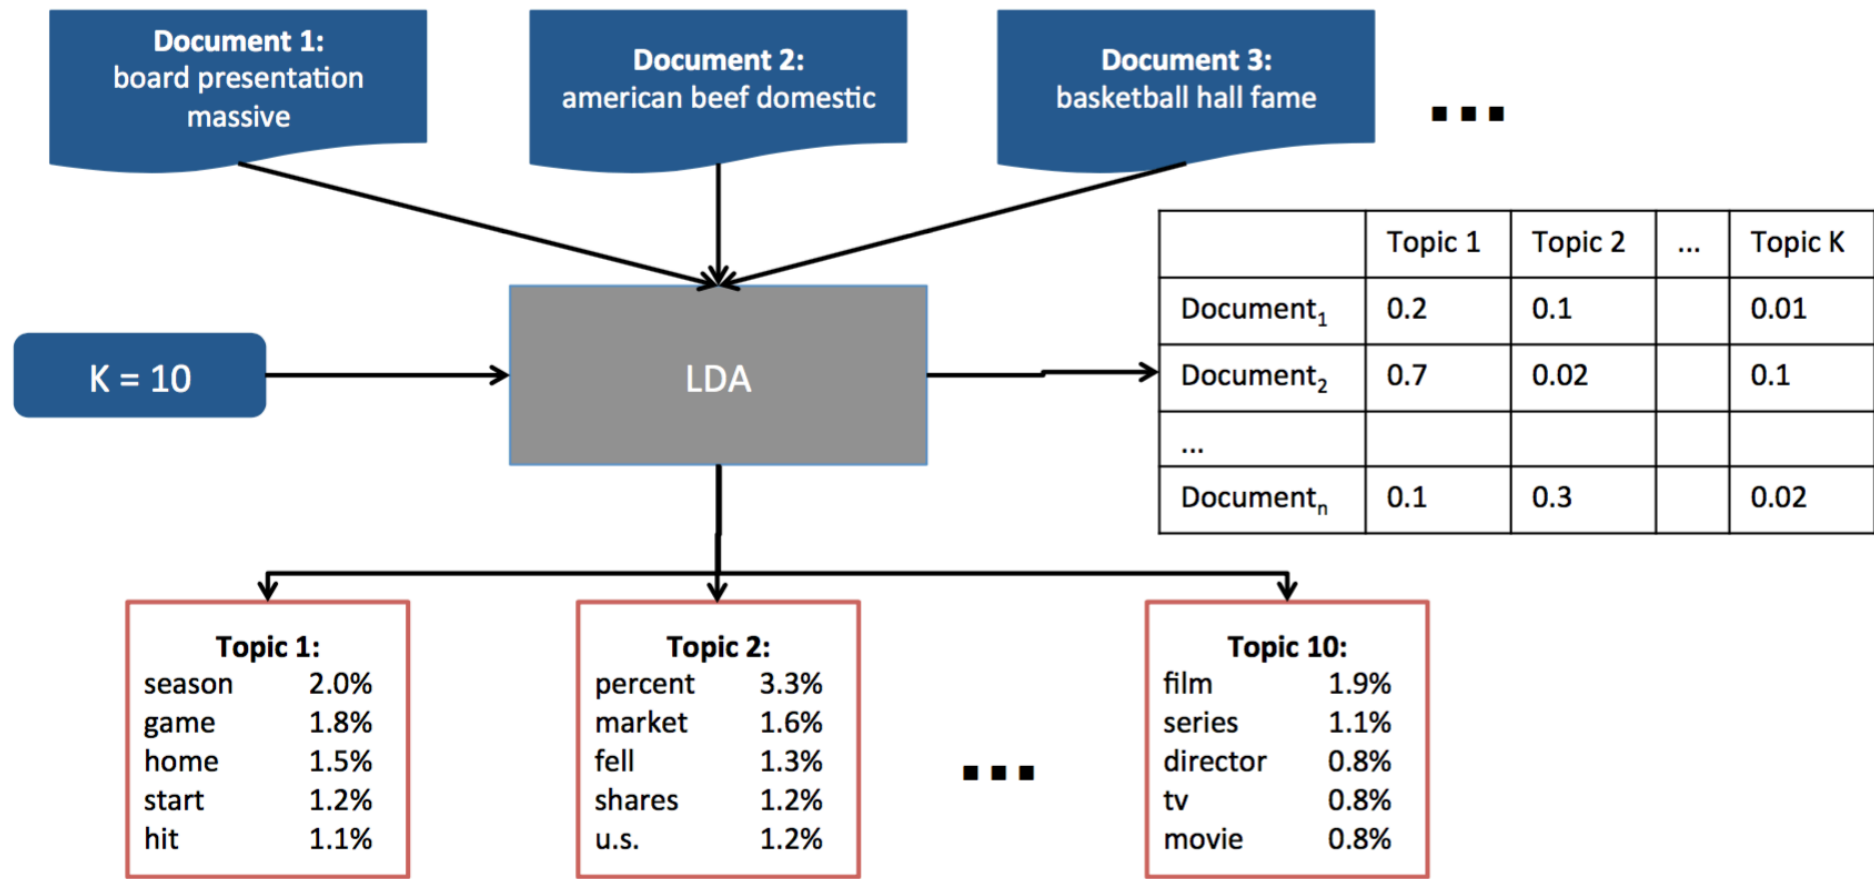 Document 1:
board presentation
massive
Document 2:
american beef domestic
Document 3:
basketball hall fame
...
K = 10
LDA
Topic 1 Topic 2 ... Topic K
Document1 0.2 0.1 0.01
Document2 0.7 0.02 0.1
...
Documentn 0.1 0.3 0.02
Topic 1:
season 2.0%
game 1.8%
home 1.5%
start 1.2%
hit 1.1%
Topic 2:
percent 3.3%
market 1.6%
fell 1.3%
shares 1.2%
u.s. 1.2%
...
Topic 10:
film 1.9%
series 1.1%
director 0.8%
tv 0.8%
movie 0.8%